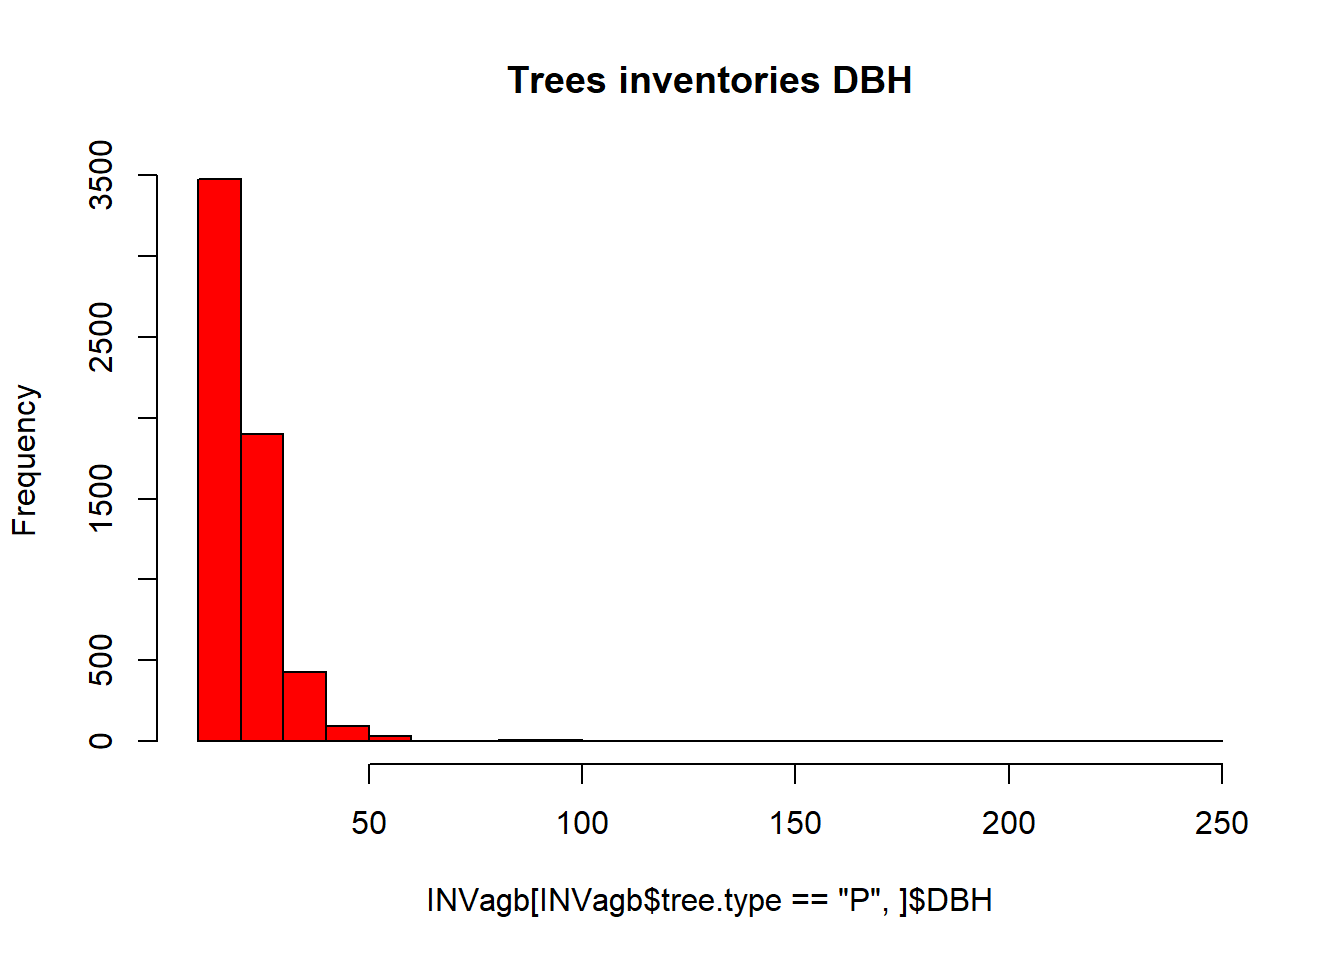 Trees inventories DBH
Frequency
3500
2500
1500
500
0
50 100 150 200 250
INVagb[INVagb$tree.type == "P", ]$DBH